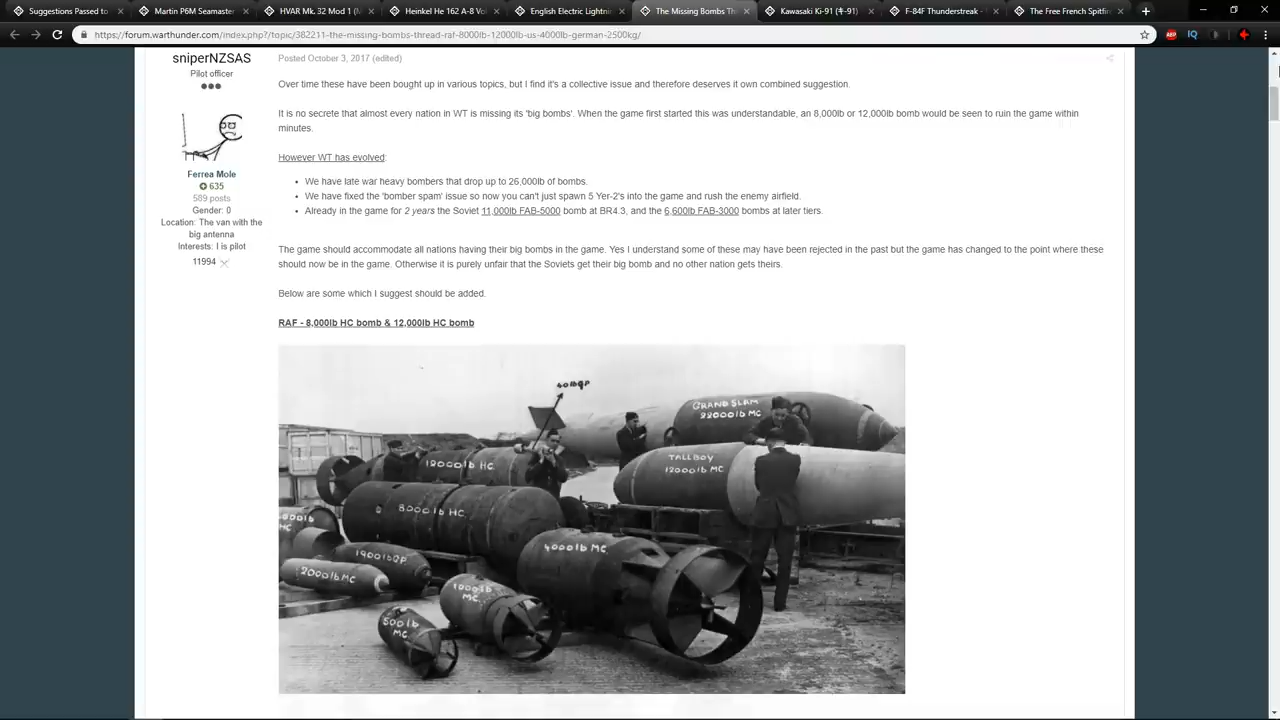 Suggestions Passed to
Martin P5M Seamaster
HVAR Mk. 32 Mod 1
Heinkel He 162 A-8 Vo
English Electric Lightnin
The Missing Bombs Th
Kawasaki Ki-91 (キ-91)
F-84F Thunderstreak -
The Free French Spitfir
https://forum.warthunder.com/index.php?/topic/382211-the-missing-bombs-thread-raf-8000lb-12000lb-us-4000lb-german-2500kg/
sniperNZSAS
Pilot officer
Ferrea Mole
635
589 posts
Gender: 0
Location: The van with the
big antenna
Interests: I is pilot
11994
Posted October 3, 2017 (edited)
Over time these have been bought up in various topics, but I find it's a collective issue and therefore deserves it own combined suggestion.
It is no secrete that almost every nation in WT is missing its 'big bombs'. When the game first started this was understandable, an 8,000lb or 12,000lb bomb would be seen to ruin the game within
minutes.
However WT has evolved:
We have late war heavy bombers that drop up to 26,000lb of bombs.
We have fixed the 'bomber spam' issue so now you can't just spawn 5 Yer-2's into the game and rush the enemy airfield.
Already in the game for 2 years the Soviet 11,000lb FAB-5000 bomb at BR4.3, and the 6,600lb FAB-3000 bombs at later tiers.
The game should accommodate all nations having their big bombs in the game. Yes I understand some of these may have been rejected in the past but the game has changed to the point where these
should now be in the game. Otherwise it is purely unfair that the Soviets get their big bomb and no other nation gets theirs.
Below are some which I suggest should be added.
RAF - 8,000lb HC bomb & 12,000lb HC bomb
40lb GP
GRAND SLAM
22000lb MC
12000lb HC
TALLBOY
12000lb MC
8000lb HC
HC
4000lb MC
1900lb GP
2000lb MC
1000lb
MC
500lb
MC